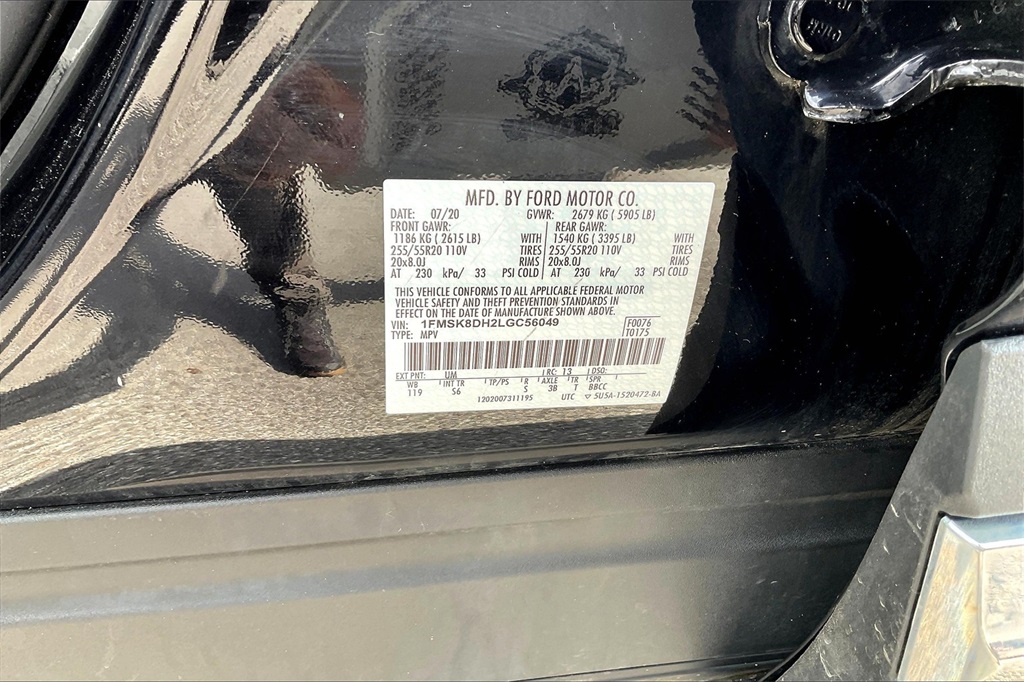 MFD. BY FORD MOTOR CO.
DATE: 07/20 GVWR: 2679 KG ( 5905 LB)
FRONT GAWR: REAR GAWR:
1186 KG ( 2615 LB) WITH 1540 KG ( 3395 LB) WITH
255/55R20 110V TIRES 255/55R20 110V TIRES
20x8.0J RIMS 20x8.0J RIMS
AT 230 kPa/ 33 PSI COLD AT 230 kPa/ 33 PSI COLD
THIS VEHICLE CONFORMS TO ALL APPLICABLE FEDERAL MOTOR
VEHICLE SAFETY AND THEFT PREVENTION STANDARDS IN
EFFECT ON THE DATE OF MANUFACTURE SHOWN ABOVE.
VIN: 1FMSK8DH2LGC56049 F0076
TYPE: MPV T0175
EXT PNT: UM RC: 13 DSO:
WB INT TR TP/PS R AXLE TR SPR
119 S6 S 3B T BBCC
1202007311195 UTC ▽ 5U5A-1520472-BA